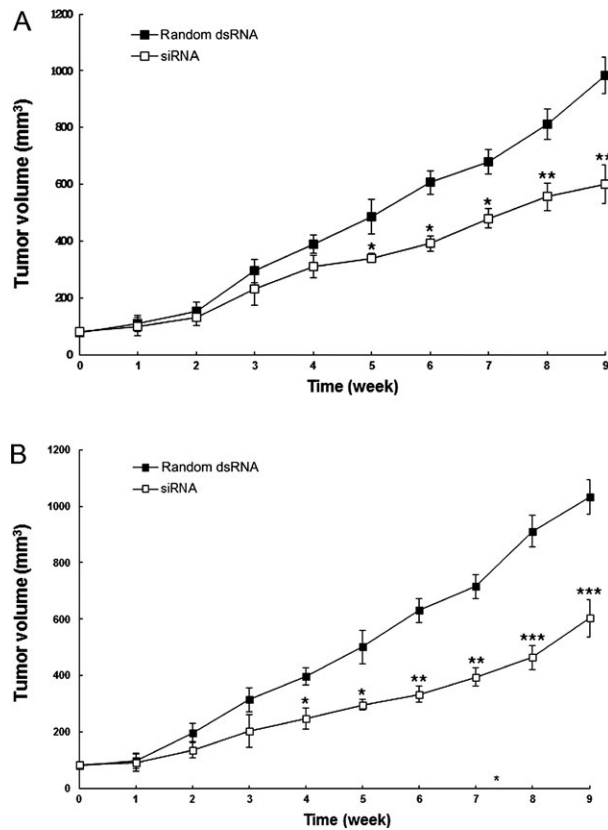 A
1200
Random dsRNA
siRNA
1000
800
600
400
200
0
Tumor volume (mm³)
*
*
*
**
**
0 1 2 3 4 5 6 7 8 9
Time (week)
B
1200
Random dsRNA
siRNA
1000
800
600
400
200
0
Tumor volume (mm³)
*
*
**
**
***
***
*
0 1 2 3 4 5 6 7 8 9
Time (week)